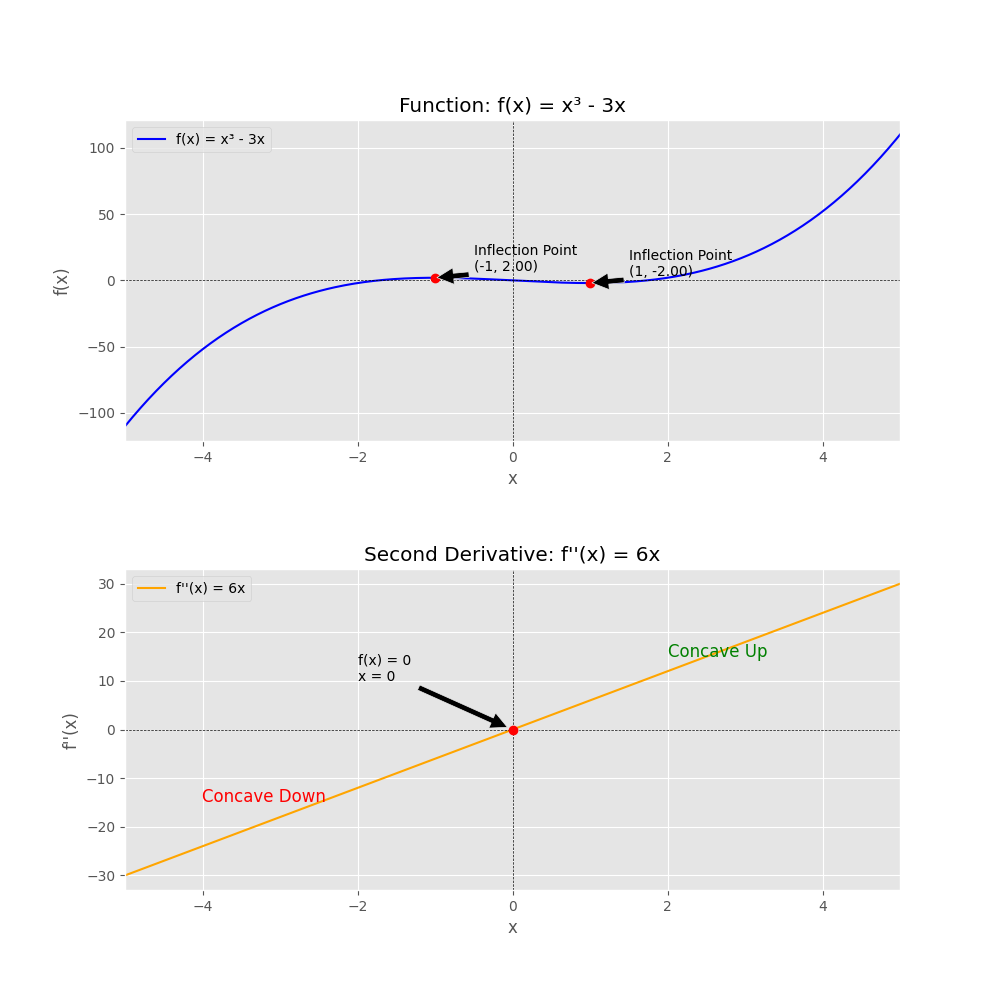 Function: f(x) = x³ - 3x
f(x) = x³ - 3x
100
50
0
−50
−100
f(x)
Inflection Point
(-1, 2.00)
Inflection Point
(1, -2.00)
−4
−2
0
2
4
x
Second Derivative: f''(x) = 6x
f''(x) = 6x
30
20
10
0
−10
−20
−30
f''(x)
f(x) = 0
x = 0
Concave Up
Concave Down
−4
−2
0
2
4
x